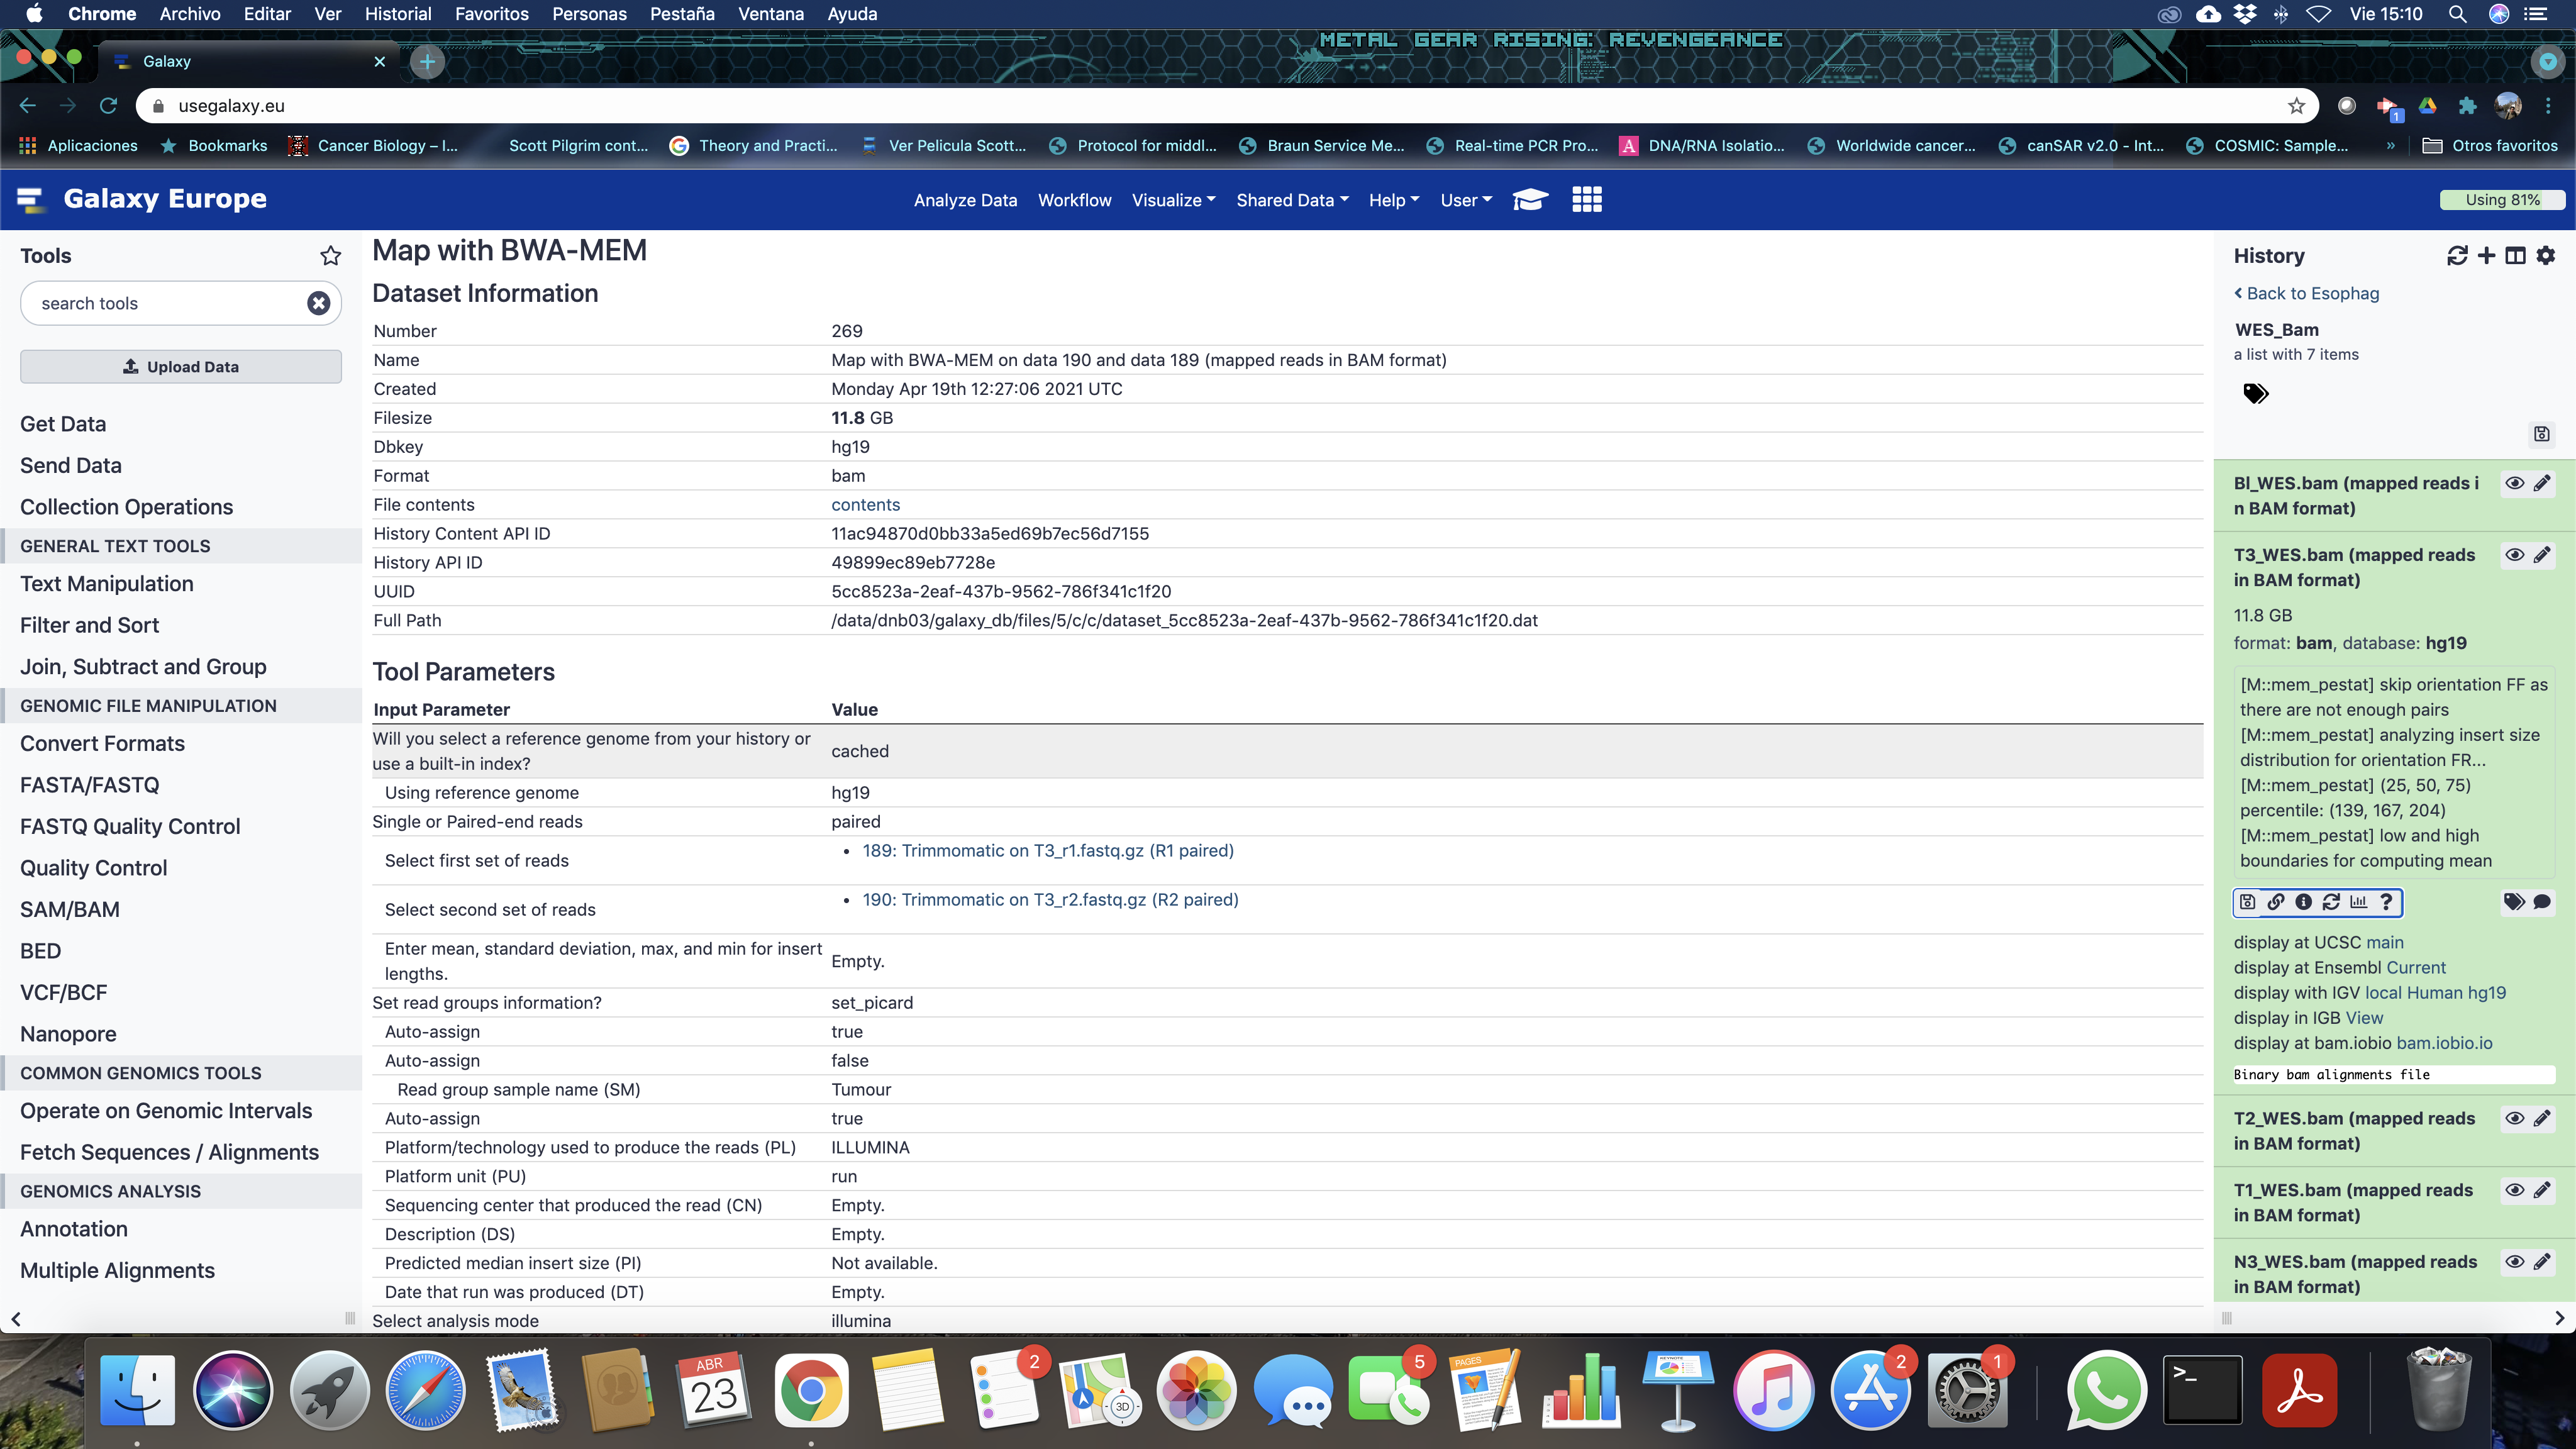 Chrome Archivo Editar Ver Historial Favoritos Personas Pestaña Ventana Ayuda Vie 15:10
METAL GEAR RISING: REVENGEANCE
Galaxy
usegalaxy.eu
1
Aplicaciones Bookmarks Cancer Biology – I... Scott Pilgrim cont... Theory and Practi... Ver Pelicula Scott... Protocol for middl... Braun Service Me... Real-time PCR Pro... DNA/RNA Isolatio... Worldwide cancer... canSAR v2.0 - Int... COSMIC: Sample... » Otros favoritos
Galaxy Europe
Analyze Data Workflow Visualize Shared Data Help User
Using 81%
Tools
search tools
Upload Data
Get Data
Send Data
Collection Operations
GENERAL TEXT TOOLS
Text Manipulation
Filter and Sort
Join, Subtract and Group
GENOMIC FILE MANIPULATION
Convert Formats
FASTA/FASTQ
FASTQ Quality Control
Quality Control
SAM/BAM
BED
VCF/BCF
Nanopore
COMMON GENOMICS TOOLS
Operate on Genomic Intervals
Fetch Sequences / Alignments
GENOMICS ANALYSIS
Annotation
Multiple Alignments
Map with BWA-MEM
Dataset Information
Number 269
Name Map with BWA-MEM on data 190 and data 189 (mapped reads in BAM format)
Created Monday Apr 19th 12:27:06 2021 UTC
Filesize 11.8 GB
Dbkey hg19
Format bam
File contents contents
History Content API ID 11ac94870d0bb33a5ed69b7ec56d7155
History API ID 49899ec89eb7728e
UUID 5cc8523a-2eaf-437b-9562-786f341c1f20
Full Path /data/dnb03/galaxy_db/files/5/c/c/dataset_5cc8523a-2eaf-437b-9562-786f341c1f20.dat
Tool Parameters
Input Parameter Value
Will you select a reference genome from your history or
use a built-in index? cached
Using reference genome hg19
Single or Paired-end reads paired
Select first set of reads • 189: Trimmomatic on T3_r1.fastq.gz (R1 paired)
Select second set of reads • 190: Trimmomatic on T3_r2.fastq.gz (R2 paired)
Enter mean, standard deviation, max, and min for insert
lengths. Empty.
Set read groups information? set_picard
Auto-assign true
Auto-assign false
Read group sample name (SM) Tumour
Auto-assign true
Platform/technology used to produce the reads (PL) ILLUMINA
Platform unit (PU) run
Sequencing center that produced the read (CN) Empty.
Description (DS) Empty.
Predicted median insert size (PI) Not available.
Date that run was produced (DT) Empty.
Select analysis mode illumina
History
Back to Esophag
WES_Bam
a list with 7 items
Bl_WES.bam (mapped reads i
n BAM format)
T3_WES.bam (mapped reads
in BAM format)
11.8 GB
format: bam, database: hg19
[M::mem_pestat] skip orientation FF as
there are not enough pairs
[M::mem_pestat] analyzing insert size
distribution for orientation FR...
[M::mem_pestat] (25, 50, 75)
percentile: (139, 167, 204)
[M::mem_pestat] low and high
boundaries for computing mean
display at UCSC main
display at Ensembl Current
display with IGV local Human hg19
display in IGB View
display at bam.iobio bam.iobio.io
Binary bam alignments file
T2_WES.bam (mapped reads
in BAM format)
T1_WES.bam (mapped reads
in BAM format)
N3_WES.bam (mapped reads
in BAM format)
ABR
23
2
3D
5
PAGES
KEYNOTE
2
1
>_